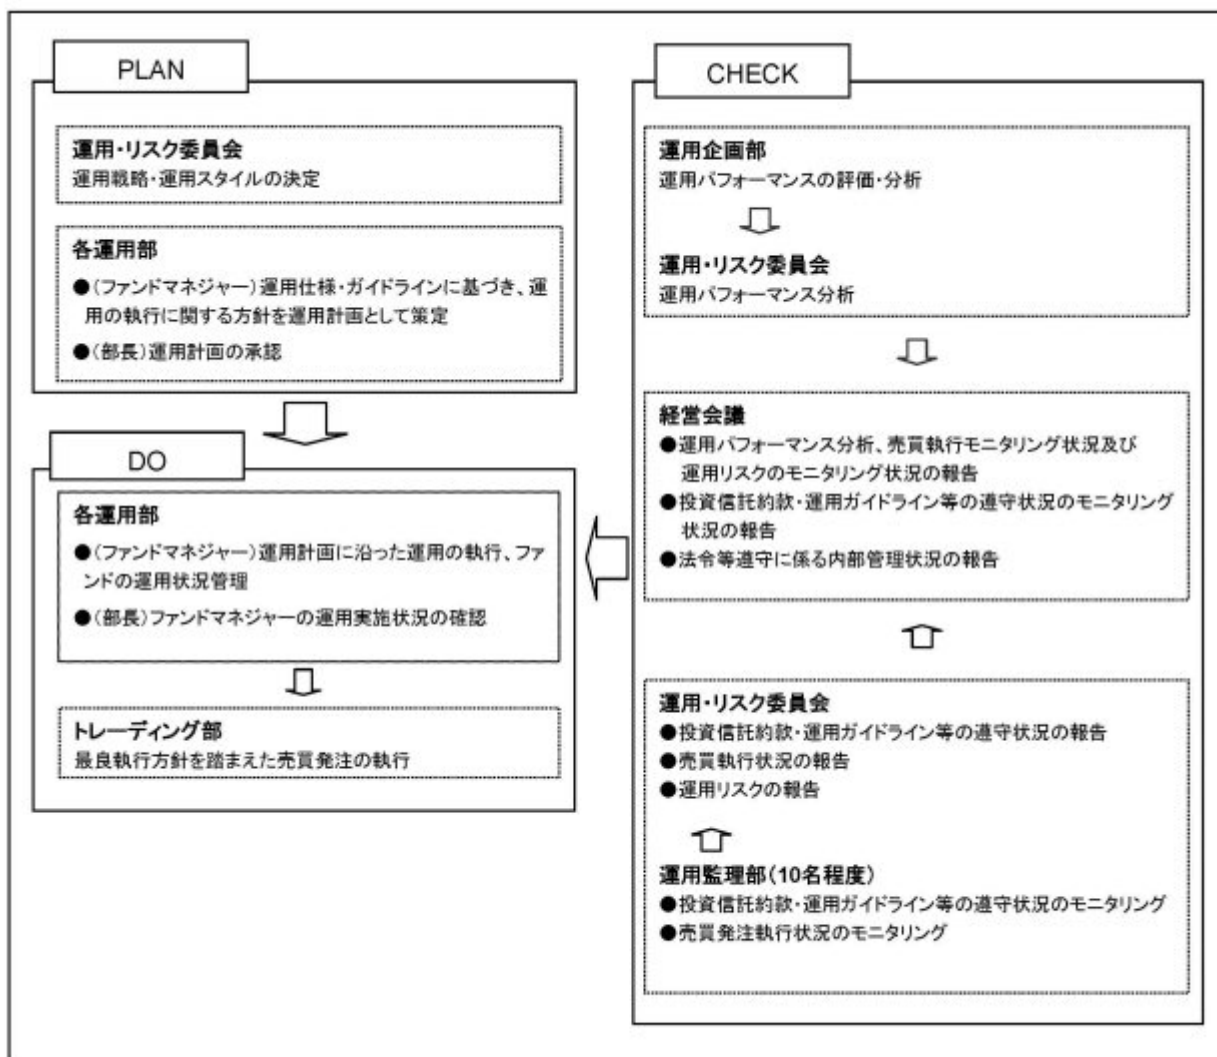 PLAN
運用・リスク委員会
運用戦略・運用スタイルの決定
各運用部
●(ファンドマネジャー)運用仕様・ガイドラインに基づき、運
用の執行に関する方針を運用計画として策定
●(部長)運用計画の承認
DO
各運用部
●(ファンドマネジャー)運用計画に沿った運用の執行、ファ
ンドの運用状況管理
●(部長)ファンドマネジャーの運用実施状況の確認
トレーディング部
最良執行方針を踏まえた売買発注の執行
CHECK
運用企画部
運用パフォーマンスの評価・分析
運用・リスク委員会
運用パフォーマンス分析
経営会議
●運用パフォーマンス分析、売買執行モニタリング状況及び
運用リスクのモニタリング状況の報告
●投資信託約款・運用ガイドライン等の遵守状況のモニタリング
状況の報告
●法令等遵守に係る内部管理状況の報告
運用・リスク委員会
●投資信託約款・運用ガイドライン等の遵守状況の報告
●売買執行状況の報告
●運用リスクの報告
運用監理部(10名程度)
●投資信託約款・運用ガイドライン等の遵守状況のモニタリング
●売買発注執行状況のモニタリング